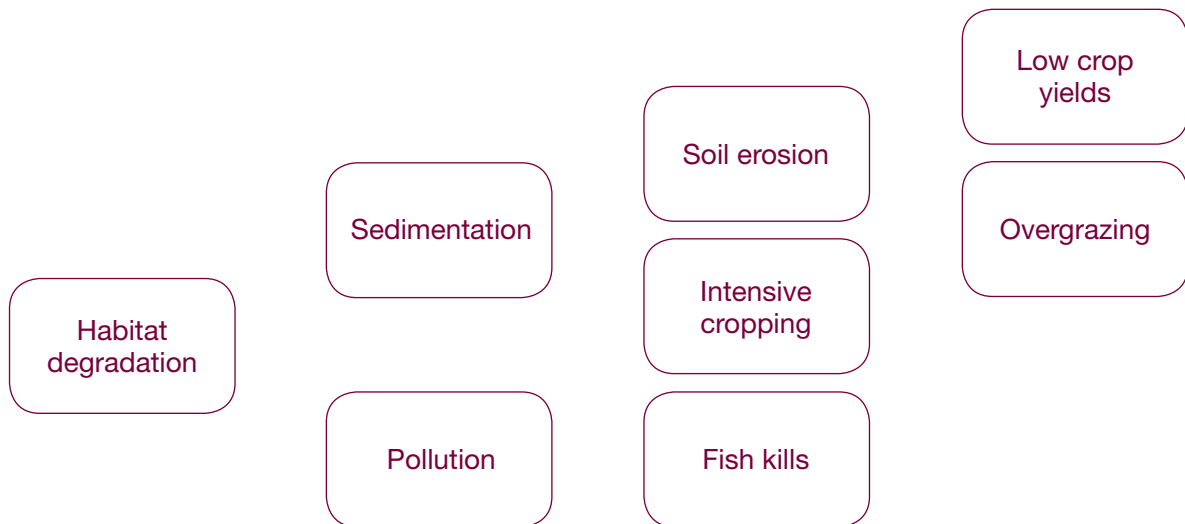 Low crop
yields
Soil erosion
Sedimentation
Overgrazing
Intensive
cropping
Habitat
degradation
Pollution
Fish kills